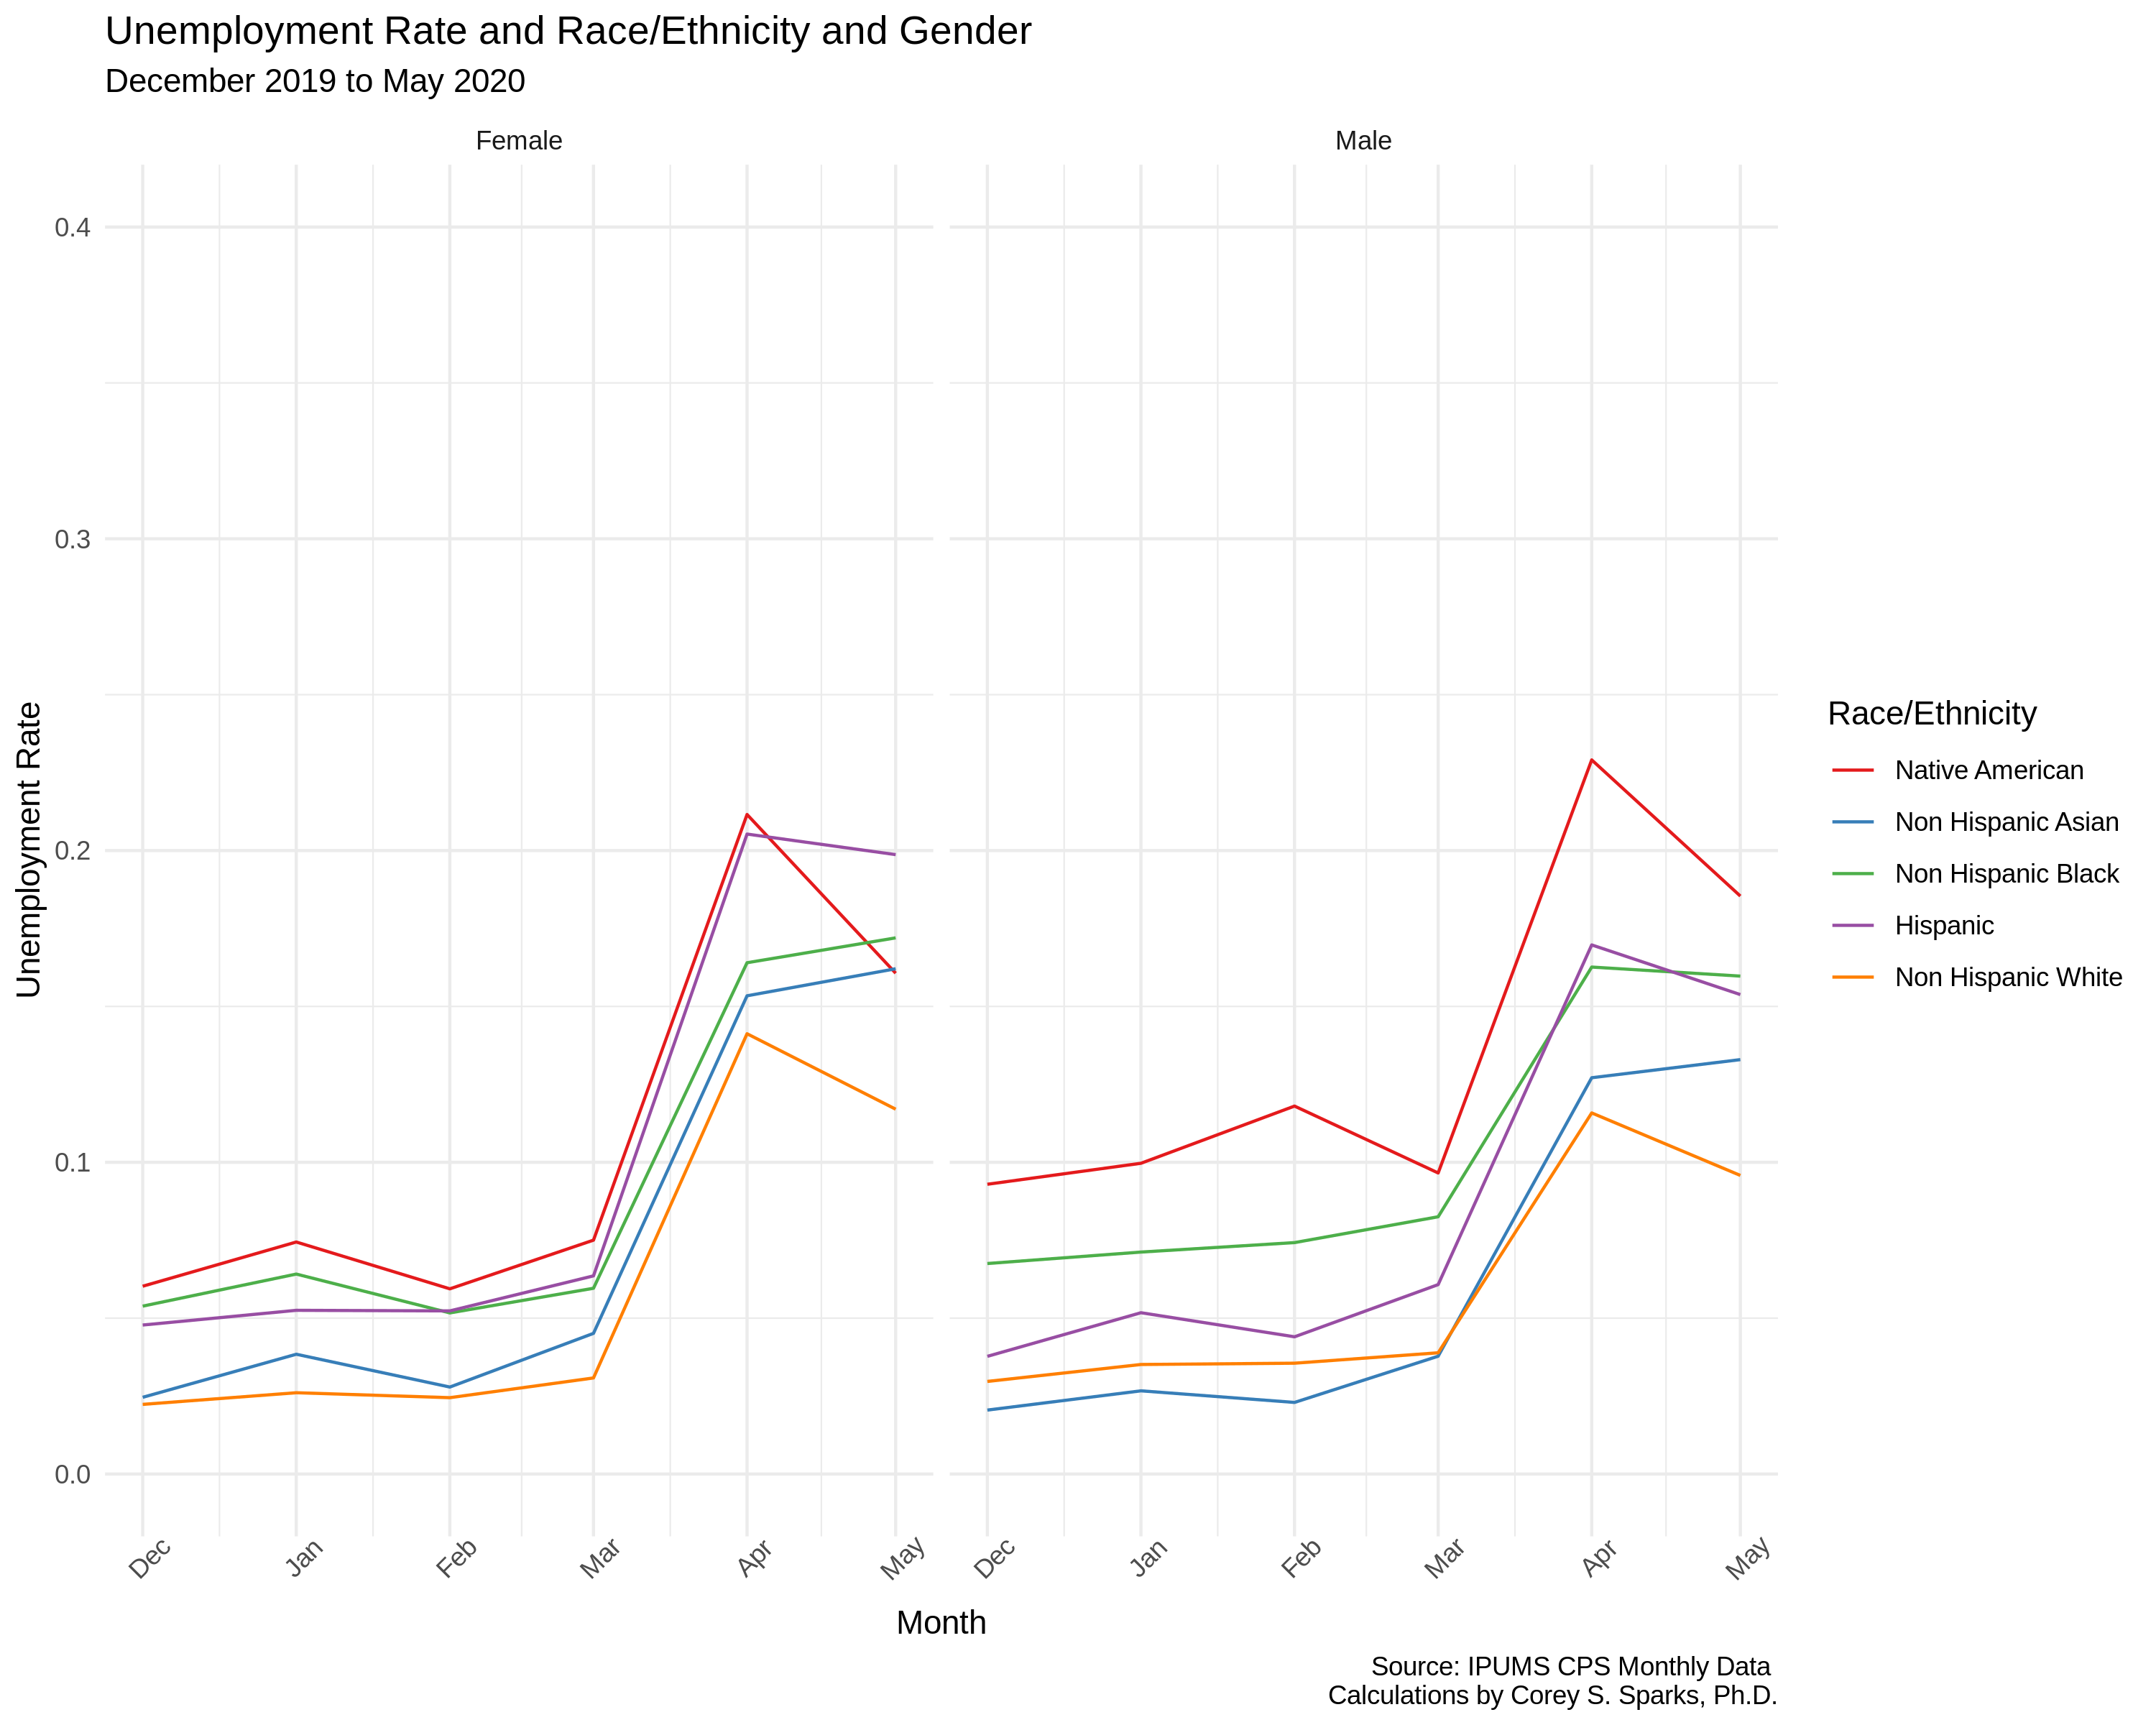 Unemployment Rate and Race/Ethnicity and Gender
December 2019 to May 2020
Female
Male
0.4
0.3
0.2
0.1
0.0
Unemployment Rate
Dec
Jan
Feb
Mar
Apr
May
Dec
Jan
Feb
Mar
Apr
May
Month
Race/Ethnicity
Native American
Non Hispanic Asian
Non Hispanic Black
Hispanic
Non Hispanic White
Source: IPUMS CPS Monthly Data
Calculations by Corey S. Sparks, Ph.D.